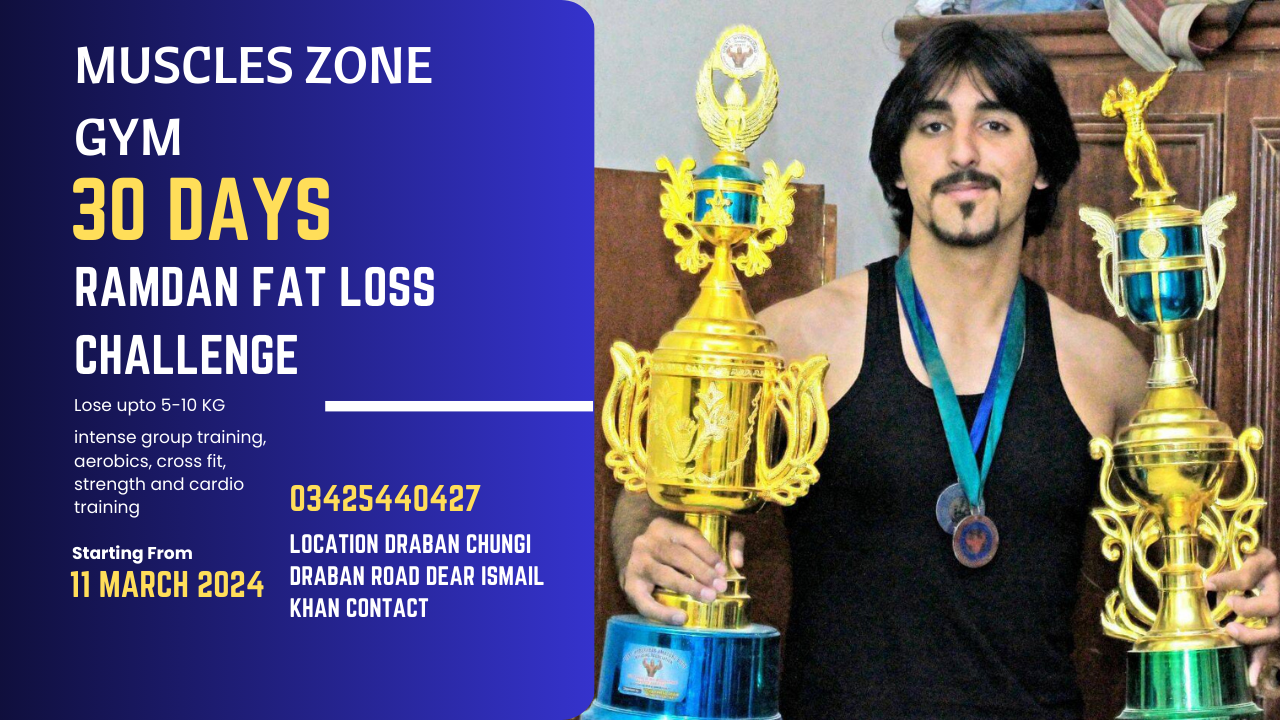 MUSCLES ZONE
GYM
30 DAYS
RAMDAN FAT LOSS
CHALLENGE
Lose upto 5-10 KG
intense group training,
aerobics, cross fit,
strength and cardio
training
Starting From
11 MARCH 2024
03425440427
LOCATION DRABAN CHUNGI
DRABAN ROAD DEAR ISMAIL
KHAN CONTACT